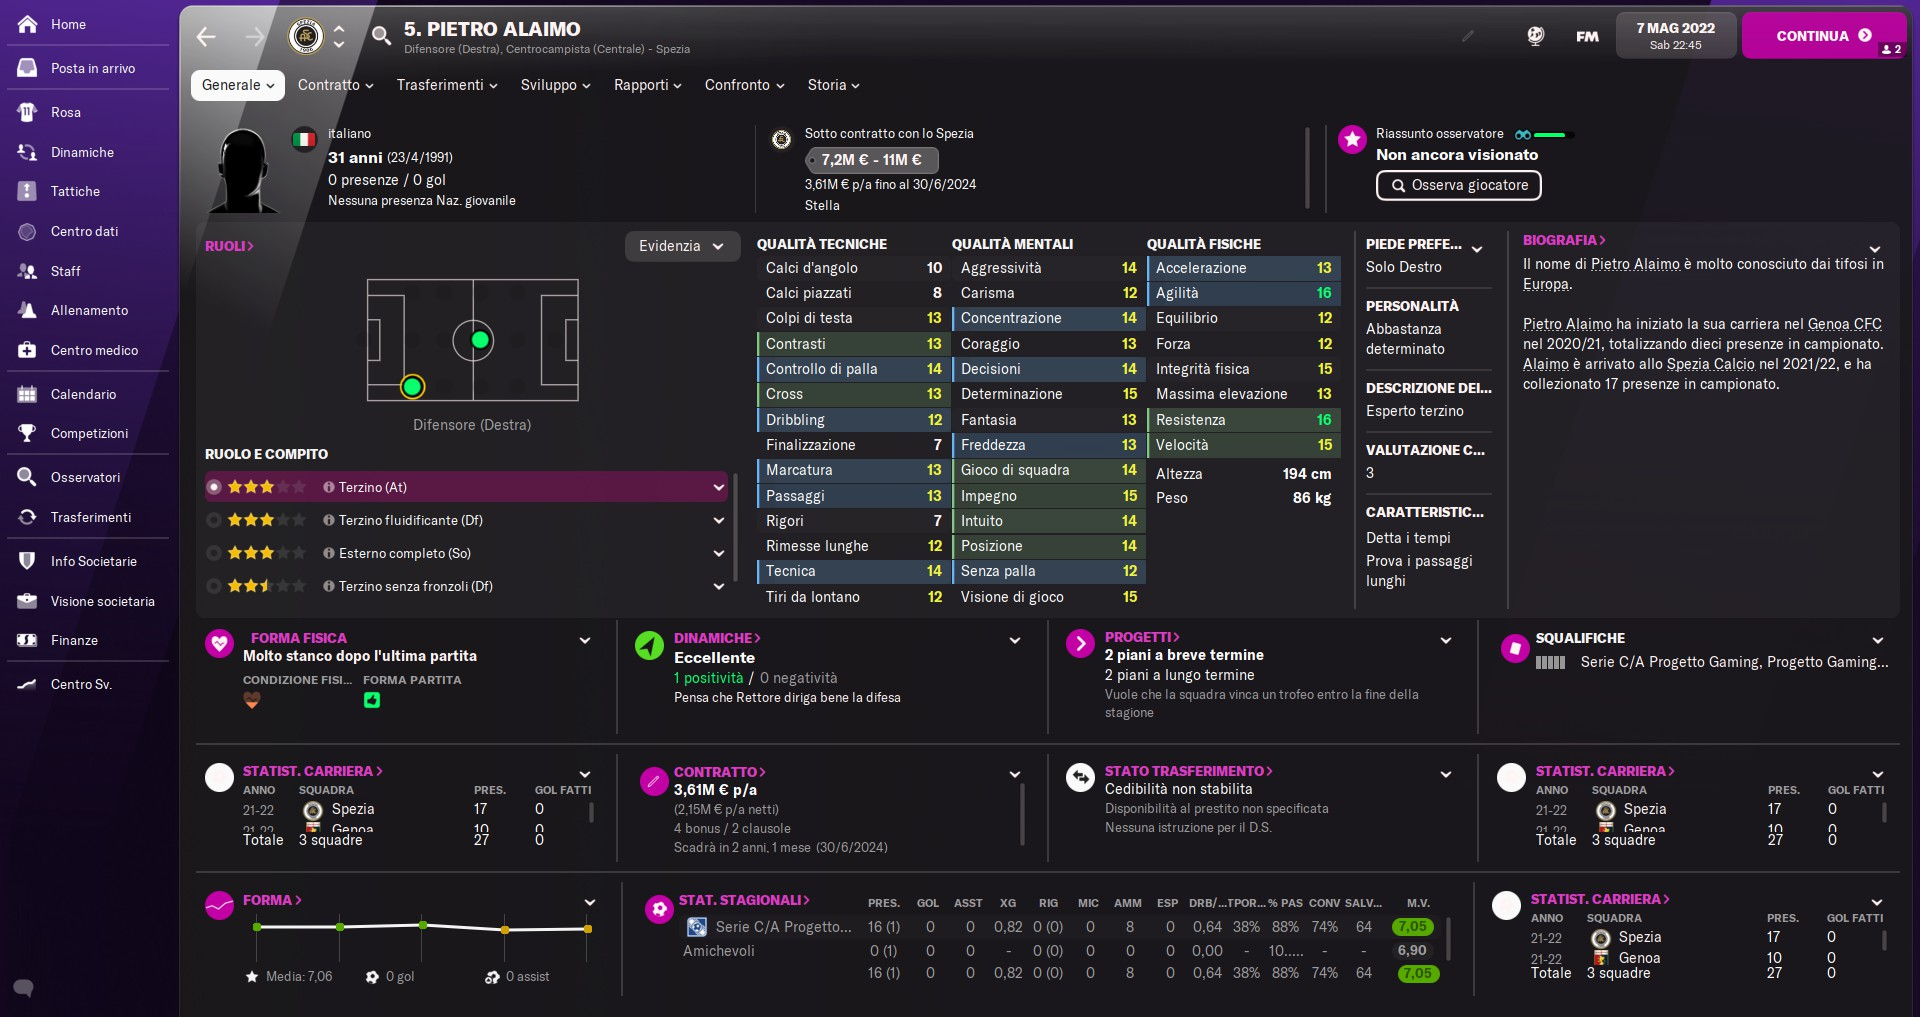 Home
Posta in arrivo
Rosa
Dinamiche
Tattiche
Centro dati
Staff
Allenamento
Centro medico
Calendario
Competizioni
Osservatori
Trasferimenti
Info Societarie
Visione societaria
Finanze
Centro Sv.
5. PIETRO ALAIMO
Difensore (Destra), Centrocampista (Centrale) - Spezia
FM
7 MAG 2022
Sab 22:45
CONTINUA
2
Generale
Contratto
Trasferimenti
Sviluppo
Rapporti
Confronto
Storia
italiano
31 anni (23/4/1991)
0 presenze / 0 gol
Nessuna presenza Naz. giovanile
Sotto contratto con lo Spezia
7,2M € - 11M €
3,61M € p/a fino al 30/6/2024
Stella
Riassunto osservatore
Non ancora visionato
Osserva giocatore
RUOLI
Evidenzia
Difensore (Destra)
RUOLO E COMPITO
Terzino (At)
Terzino fluidificante (Df)
Esterno completo (So)
Terzino senza fronzoli (Df)
QUALITÀ TECNICHE
Calci d'angolo 10
Calci piazzati 8
Colpi di testa 13
Contrasti 13
Controllo di palla 14
Cross 13
Dribbling 12
Finalizzazione 7
Marcatura 13
Passaggi 13
Rigori 7
Rimesse lunghe 12
Tecnica 14
Tiri da lontano 12
QUALITÀ MENTALI
Aggressività 14
Carisma 12
Concentrazione 14
Coraggio 13
Decisioni 14
Determinazione 15
Fantasia 13
Freddezza 13
Gioco di squadra 14
Impegno 15
Intuito 14
Posizione 14
Senza palla 12
Visione di gioco 15
QUALITÀ FISICHE
Accelerazione 13
Agilità 16
Equilibrio 12
Forza 12
Integrità fisica 15
Massima elevazione 13
Resistenza 16
Velocità 15
Altezza 194 cm
Peso 86 kg
PIEDE PREFE...
Solo Destro
PERSONALITÀ
Abbastanza
determinato
DESCRIZIONE DEI...
Esperto terzino
VALUTAZIONE C...
3
CARATTERISTIC...
Detta i tempi
Prova i passaggi
lunghi
BIOGRAFIA
Il nome di Pietro Alaimo è molto conosciuto dai tifosi in
Europa.
Pietro Alaimo ha iniziato la sua carriera nel Genoa CFC
nel 2020/21, totalizzando dieci presenze in campionato.
Alaimo è arrivato allo Spezia Calcio nel 2021/22, e ha
collezionato 17 presenze in campionato.
FORMA FISICA
Molto stanco dopo l'ultima partita
CONDIZIONE FISI... FORMA PARTITA
DINAMICHE
Eccellente
1 positività / 0 negatività
Pensa che Rettore diriga bene la difesa
PROGETTI
2 piani a breve termine
2 piani a lungo termine
Vuole che la squadra vinca un trofeo entro la fine della
stagione
SQUALIFICHE
Serie C/A Progetto Gaming, Progetto Gaming...
STATIST. CARRIERA
ANNO SQUADRA PRES. GOL FATTI
21-22 Spezia 17 0
21-22 Genoa 10 0
Totale 3 squadre 27 0
CONTRATTO
3,61M € p/a
(2,15M € p/a netti)
4 bonus / 2 clausole
Scadrà in 2 anni, 1 mese (30/6/2024)
STATO TRASFERIMENTO
Cedibilità non stabilita
Disponibilità al prestito non specificata
Nessuna istruzione per il D.S.
STATIST. CARRIERA
ANNO SQUADRA PRES. GOL FATTI
21-22 Spezia 17 0
21-22 Genoa 10 0
Totale 3 squadre 27 0
FORMA
Media: 7,06
0 gol
0 assist
STAT. STAGIONALI PRES. GOL ASST XG RIG MIC AMM ESP DRB/... TPOR... % PAS CONV SALV... M.V.
Serie C/A Progetto... 16 (1) 0 0 0,82 0 (0) 0 8 0 0,64 38% 88% 74% 64 7,05
Amichevoli 0 (1) 0 0 - 0 (0) 0 0 0 0,00 - 10..... - - 6,90
16 (1) 0 0 0,82 0 (0) 0 8 0 0,64 38% 88% 74% 64 7,05
STATIST. CARRIERA
ANNO SQUADRA PRES. GOL FATTI
21-22 Spezia 17 0
21-22 Genoa 10 0
Totale 3 squadre 27 0